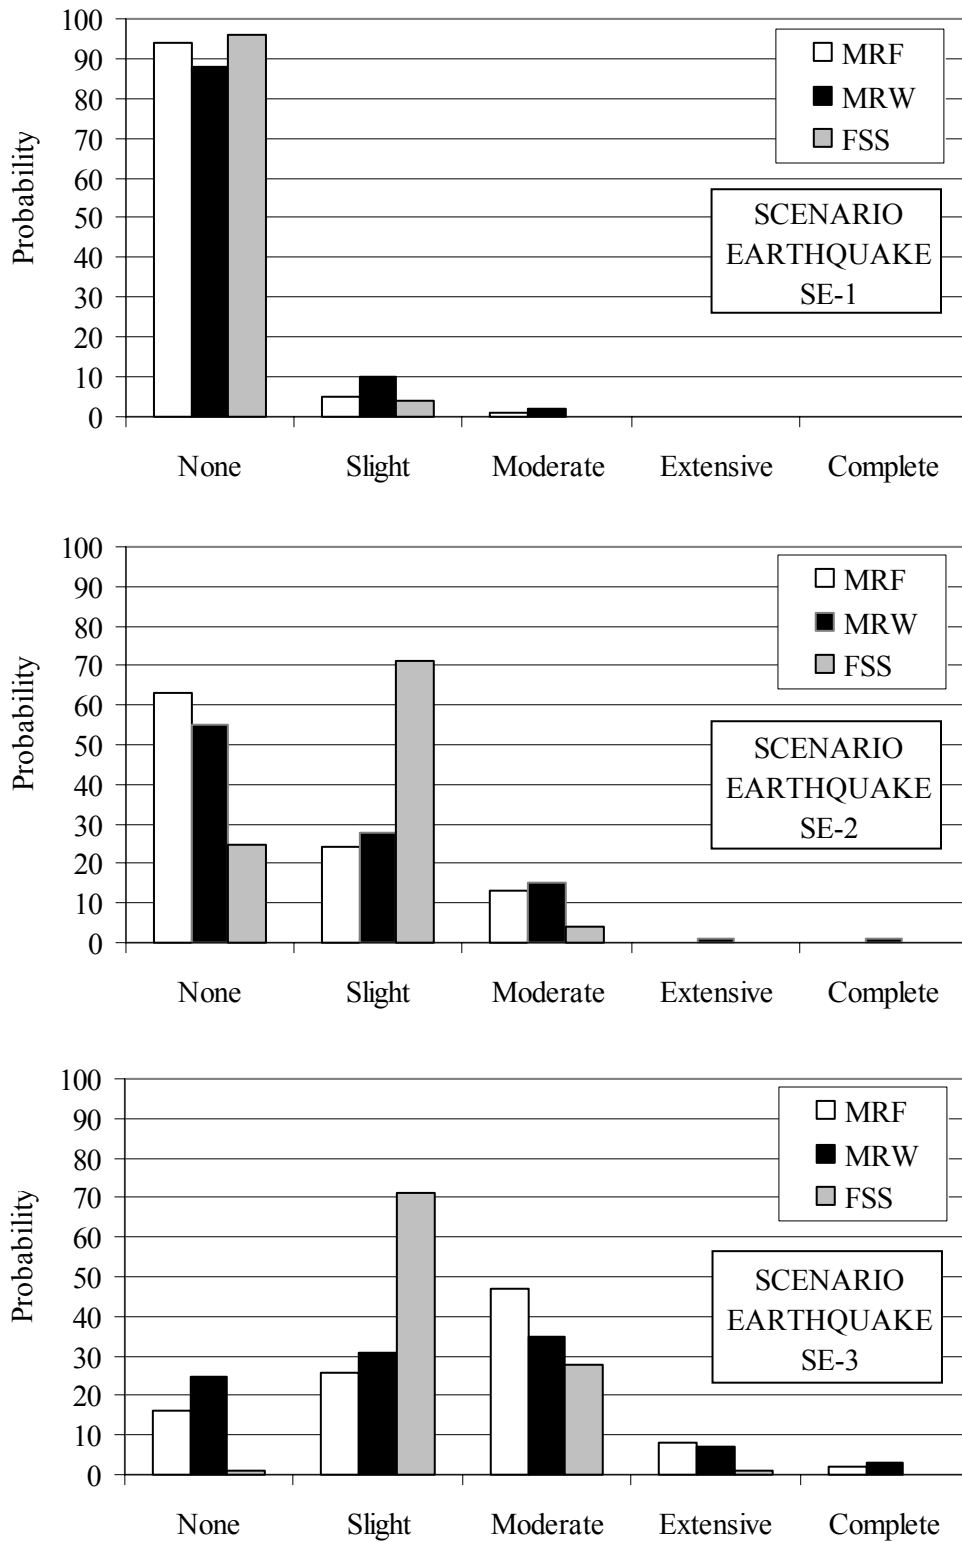 100
90
80
70
60
50
40
30
20
10
0
Probability
MRF
MRW
FSS
SCENARIO
EARTHQUAKE
SE-1
None Slight Moderate Extensive Complete
100
90
80
70
60
50
40
30
20
10
0
Probability
MRF
MRW
FSS
SCENARIO
EARTHQUAKE
SE-2
None Slight Moderate Extensive Complete
100
90
80
70
60
50
40
30
20
10
0
Probability
MRF
MRW
FSS
SCENARIO
EARTHQUAKE
SE-3
None Slight Moderate Extensive Complete